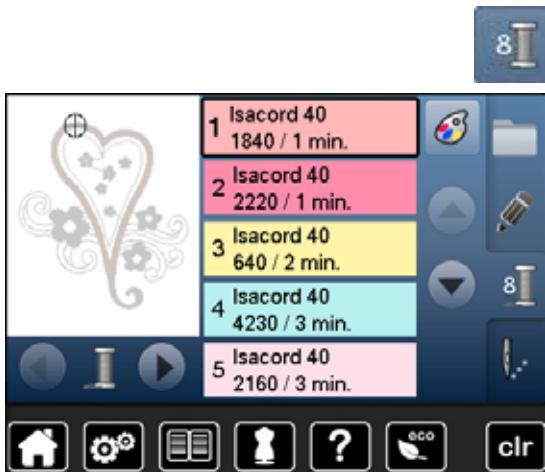 8
1 Isacord 40
1840 / 1 min.
2 Isacord 40
2220 / 1 min.
3 Isacord 40
640 / 2 min.
4 Isacord 40
4230 / 3 min.
5 Isacord 40
2160 / 3 min.
8
?
eco
clr